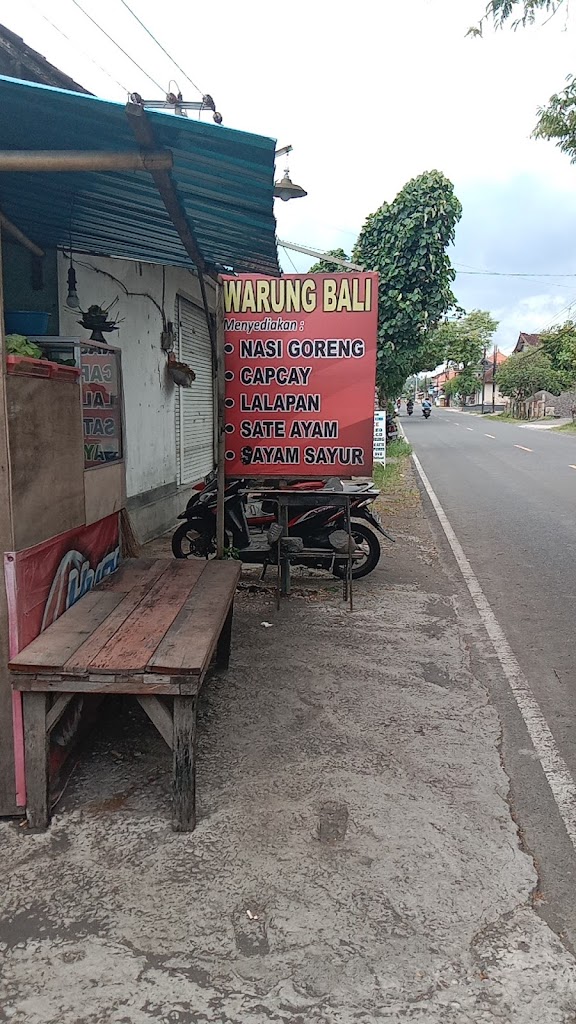 WARUNG BALI
Menyediakan :
• NASI GORENG
• CAPCAY
• LALAPAN
• SATE AYAM
• SAYAM SAYUR